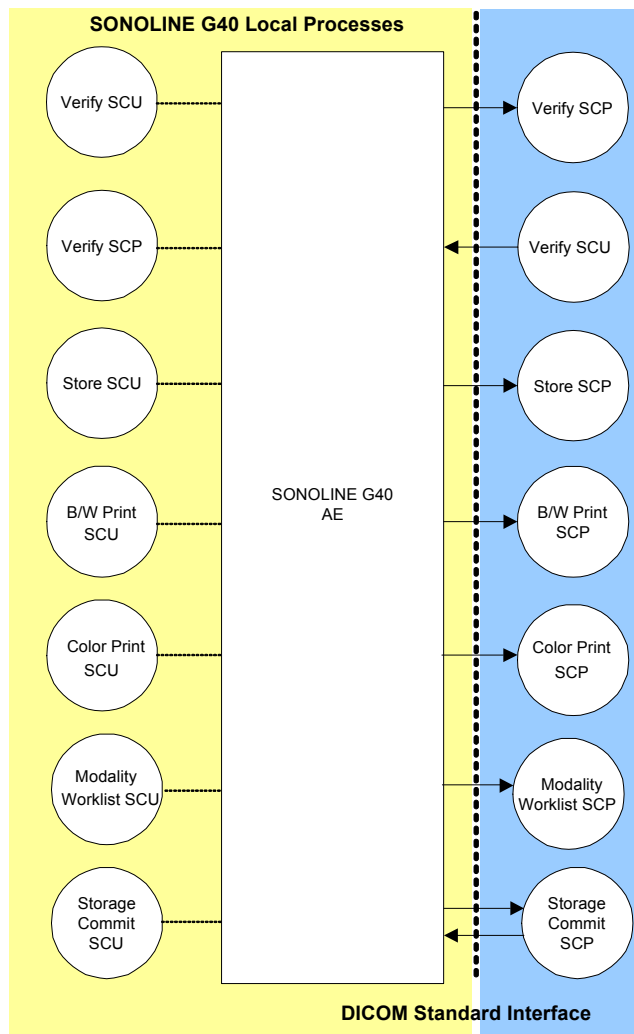 SONOLINE G40 Local Processes
Verify SCU
Verify SCP
Verify SCP
Verify SCU
Store SCU
Store SCP
SONOLINE G40
AE
B/W Print
SCU
B/W Print
SCP
Color Print
SCU
Color Print
SCP
Modality
Worklist SCU
Modality
Worklist SCP
Storage
Commit
SCU
Storage
Commit
SCP
DICOM Standard Interface